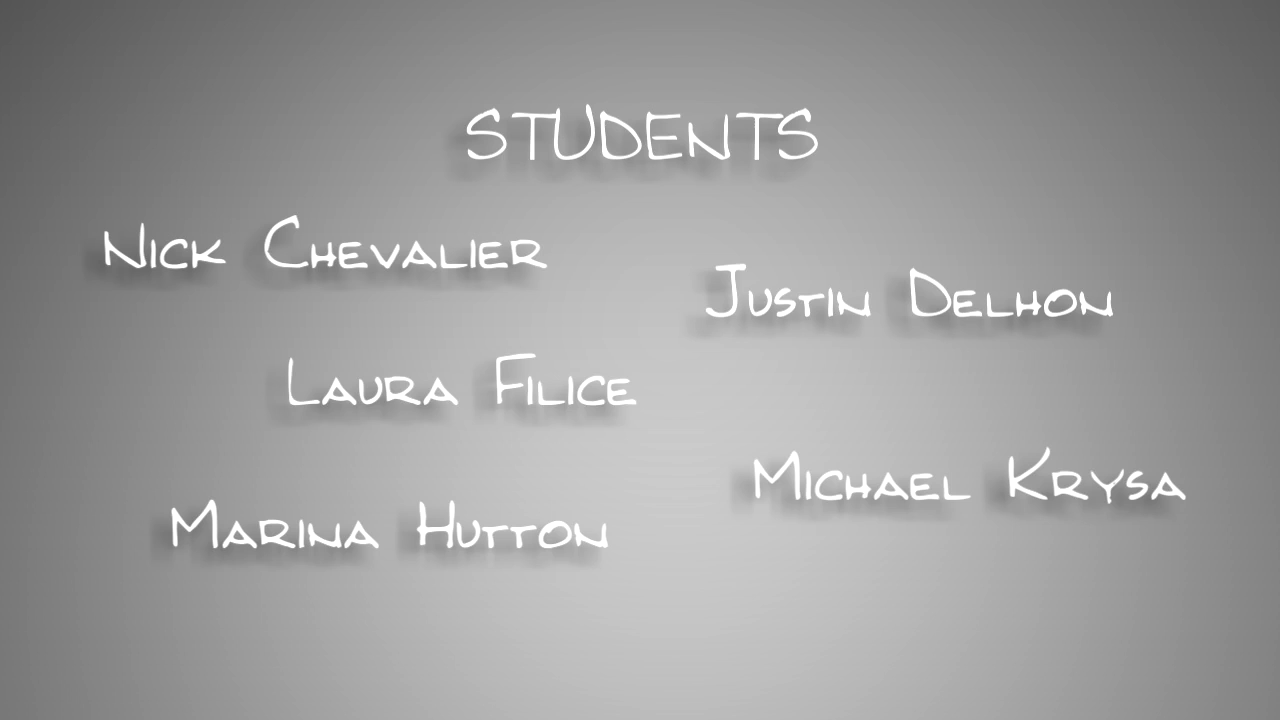 STUDENTS
NICK CHEVALIER
JUSTIN DELHON
LAURA FILICE
MICHAEL KRYSA
MARINA HUTTON